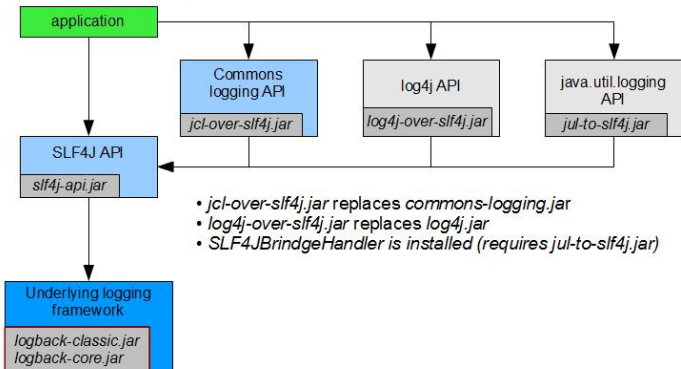 application
Commons
logging API
jcl-over-slf4j.jar
log4j API
log4j-over-slf4j.jar
java.util.logging
API
jul-to-slf4j.jar
SLF4J API
slf4j-api.jar
• jcl-over-slf4j.jar replaces commons-logging.jar
• log4j-over-slf4j.jar replaces log4j.jar
• SLF4JBrindgeHandler is installed (requires jul-to-slf4j.jar)
Underlying logging
framework
logback-classic.jar
logback-core.jar